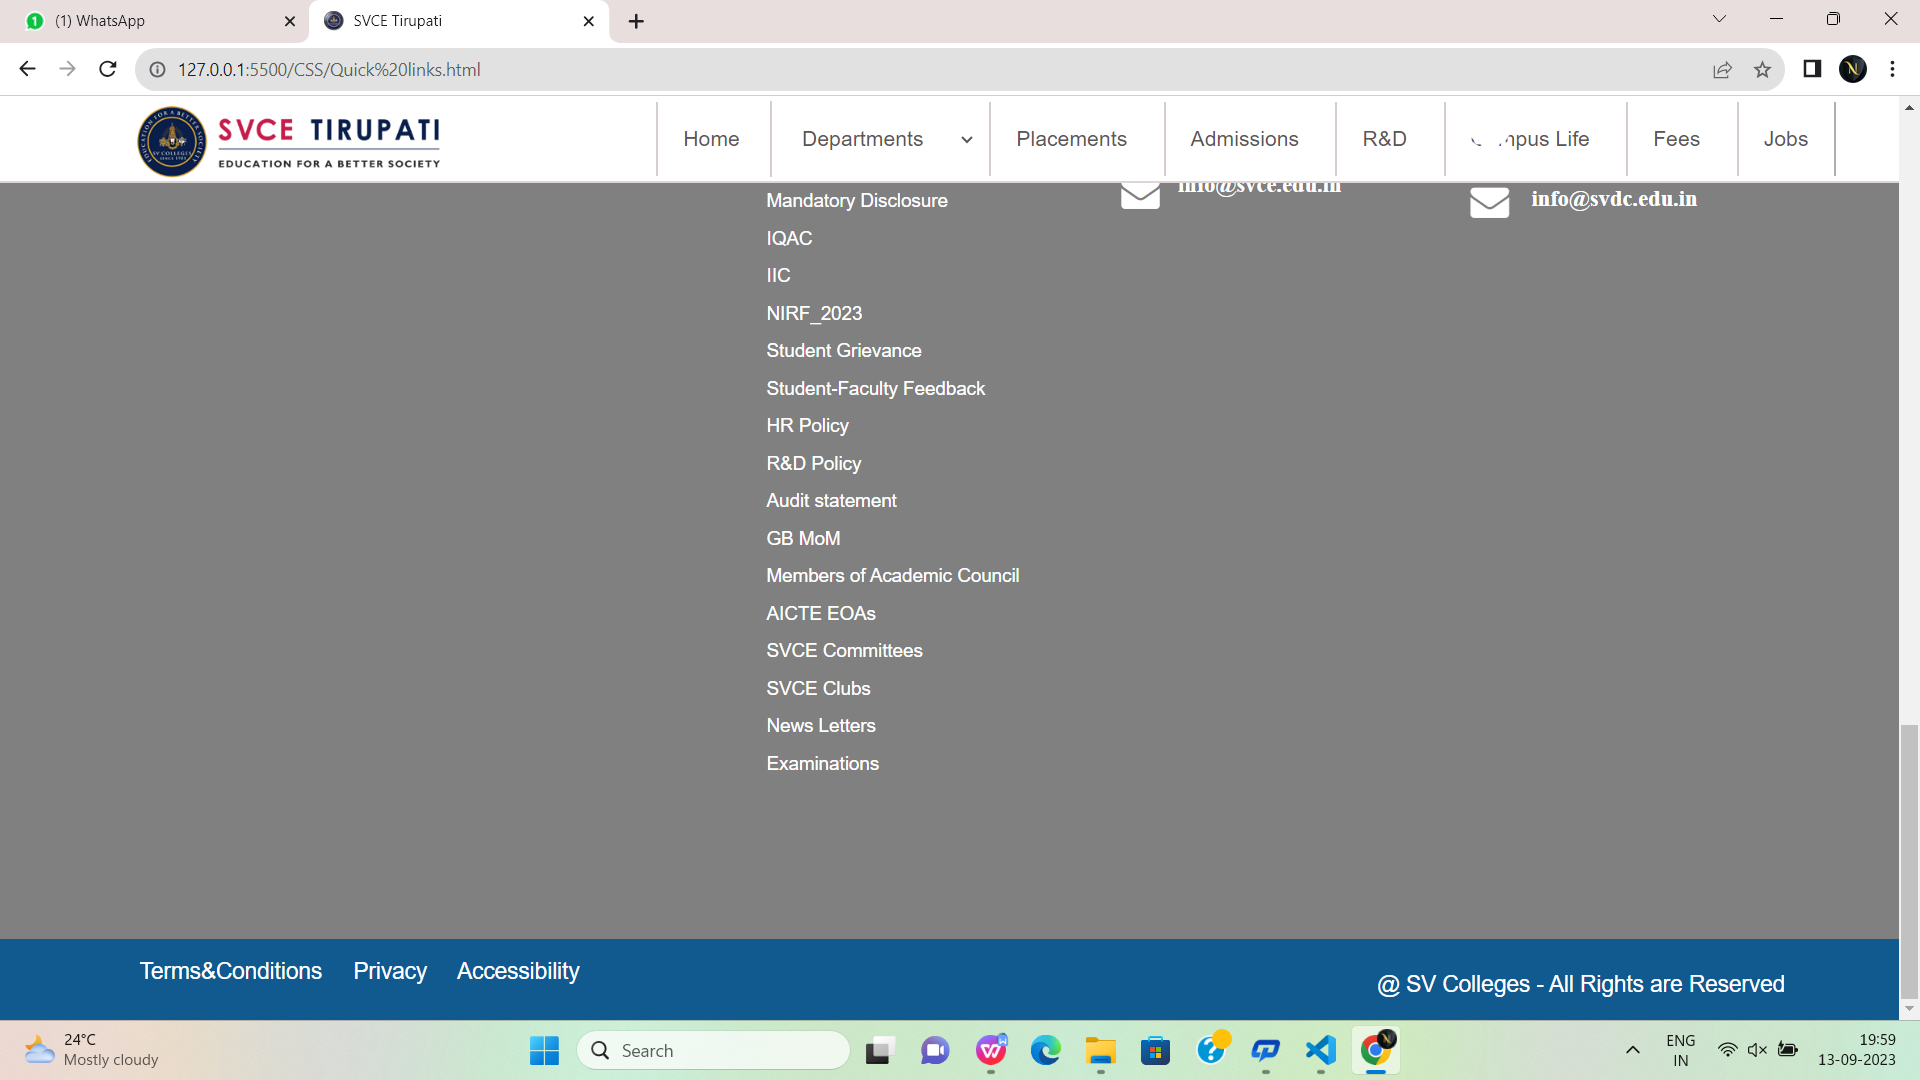 (1) WhatsApp
SVCE Tirupati
127.0.0.1:5500/CSS/Quick%20links.html
SVCE TIRUPATI
EDUCATION FOR A BETTER SOCIETY
Home
Departments
Placements
Admissions
R&D
mpus Life
Fees
Jobs
Mandatory Disclosure
info@svce.edu.in
info@svdc.edu.in
IQAC
IIC
NIRF_2023
Student Grievance
Student-Faculty Feedback
HR Policy
R&D Policy
Audit statement
GB MoM
Members of Academic Council
AICTE EOAs
SVCE Committees
SVCE Clubs
News Letters
Examinations
Terms&Conditions Privacy Accessibility
@ SV Colleges - All Rights are Reserved
24°C
Mostly cloudy
Search
ENG
IN
19:59
13-09-2023